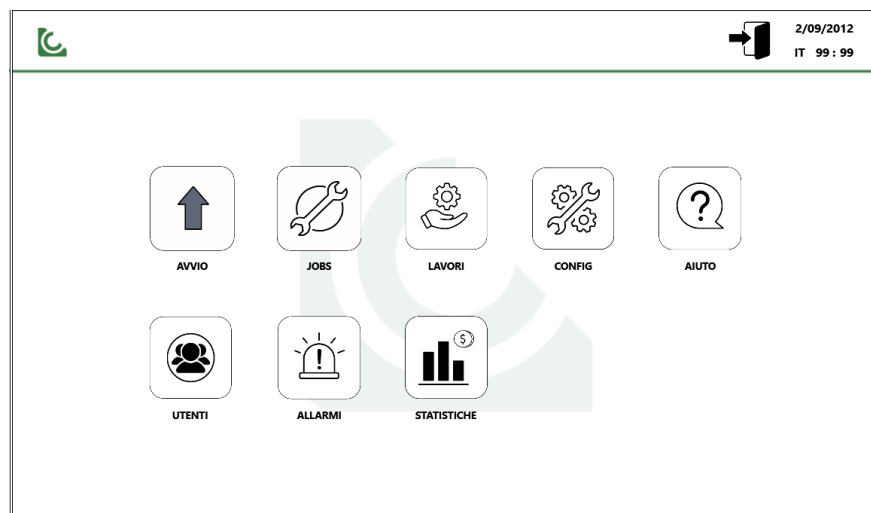 2/09/2012
IT 99 : 99
AVVIO
JOBS
LAVORI
CONFIG
AIUTO
UTENTI
ALLARMI
STATISTICHE